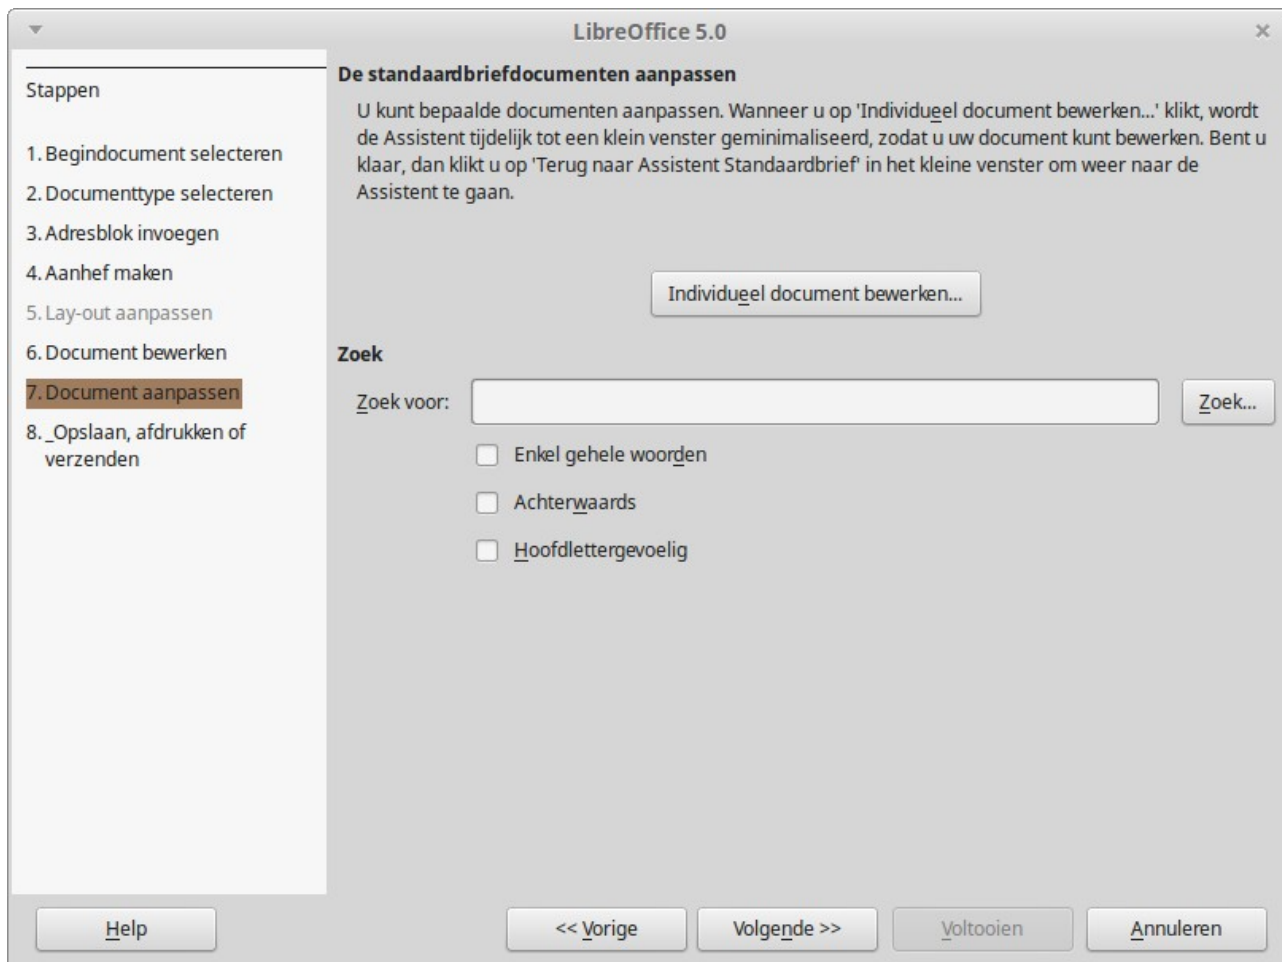 LibreOffice 5.0
Stappen
1. Begindocument selecteren
2. Documenttype selecteren
3. Adresblok invoegen
4. Aanhef maken
5. Lay-out aanpassen
6. Document bewerken
7. Document aanpassen
8. _Opslaan, afdrukken of
verzenden
De standaardbriefdocumenten aanpassen
U kunt bepaalde documenten aanpassen. Wanneer u op 'Individueel document bewerken...' klikt, wordt
de Assistent tijdelijk tot een klein venster geminimaliseerd, zodat u uw document kunt bewerken. Bent u
klaar, dan klikt u op 'Terug naar Assistent Standaardbrief' in het kleine venster om weer naar de
Assistent te gaan.
Individueel document bewerken...
Zoek
Zoek voor:
Zoek...
Enkel gehele woorden
Achterwaards
Hoofdlettergevoelig
Help
<< Vorige
Volgende >>
Voltooien
Annuleren